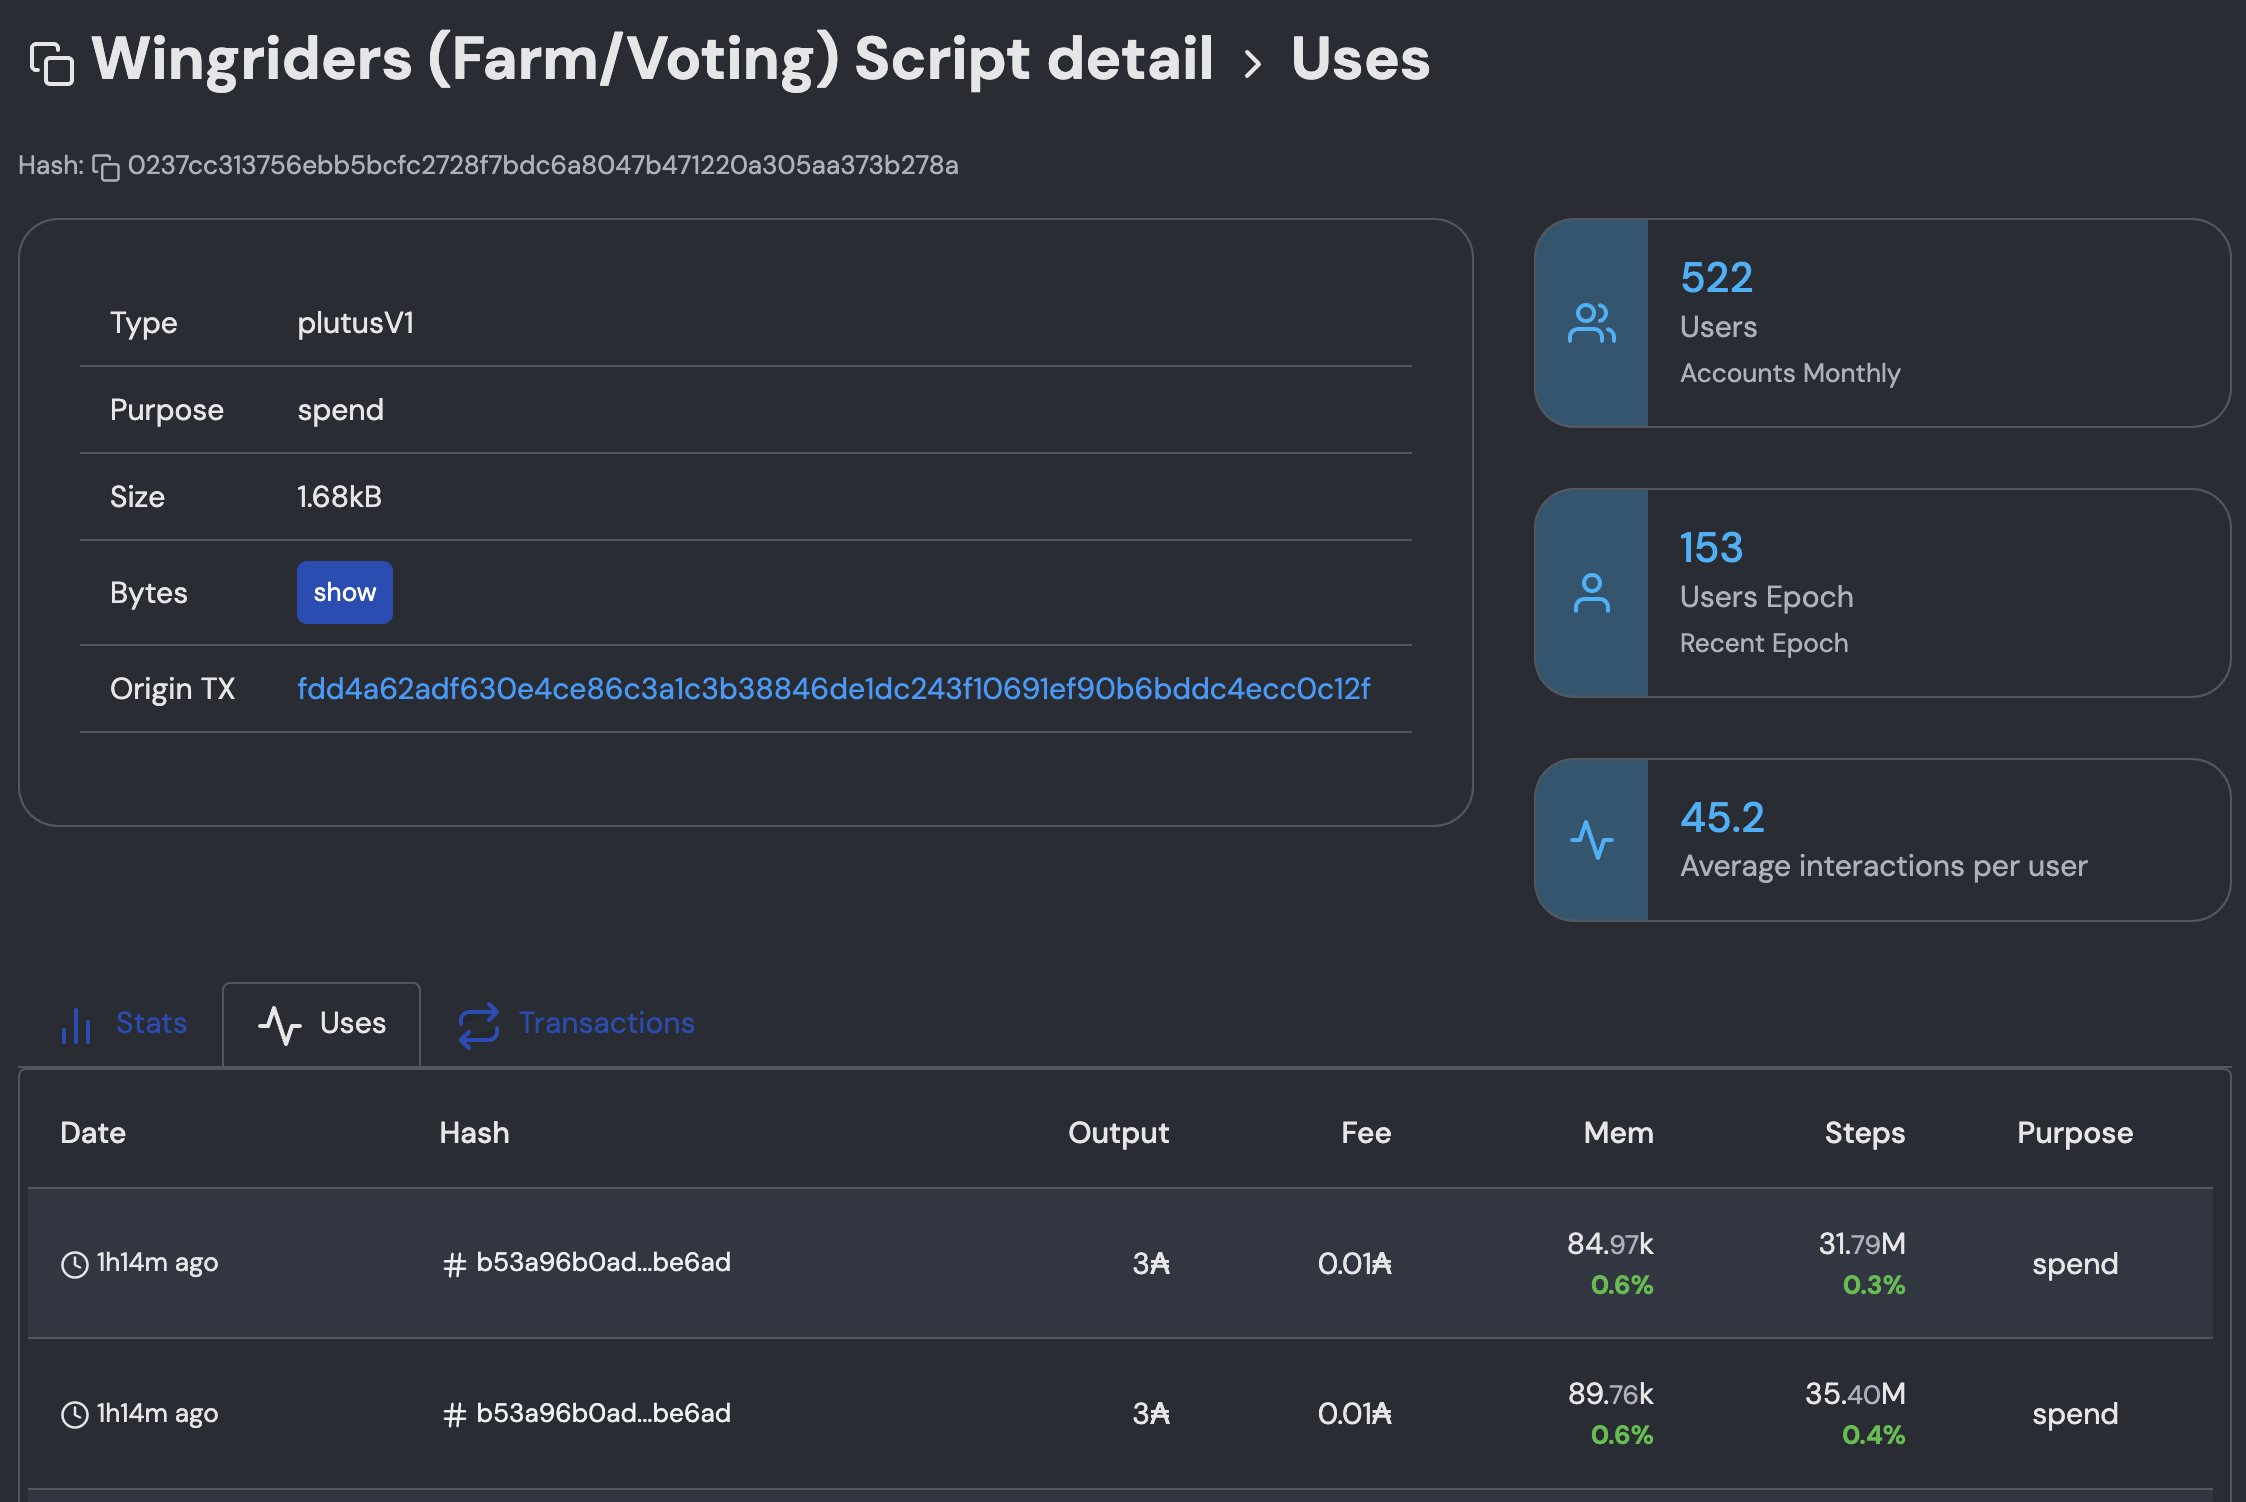 Wingriders (Farm/Voting) Script detail › Uses
Hash: 0237cc313756ebb5bcfc2728f7bdc6a8047b471220a305aa373b278a
Type plutusV1
Purpose spend
Size 1.68kB
Bytes show
Origin TX fdd4a62adf630e4ce86c3a1c3b38846de1dc243f10691ef90b6bddc4ecc0c12f
522
Users
Accounts Monthly
153
Users Epoch
Recent Epoch
45.2
Average interactions per user
Stats Uses Transactions
Date Hash Output Fee Mem Steps Purpose
1h14m ago # b53a96b0ad...be6ad 3₳ 0.01₳ 84.97k 31.79M spend
0.6% 0.3%
1h14m ago # b53a96b0ad...be6ad 3₳ 0.01₳ 89.76k 35.40M spend
0.6% 0.4%